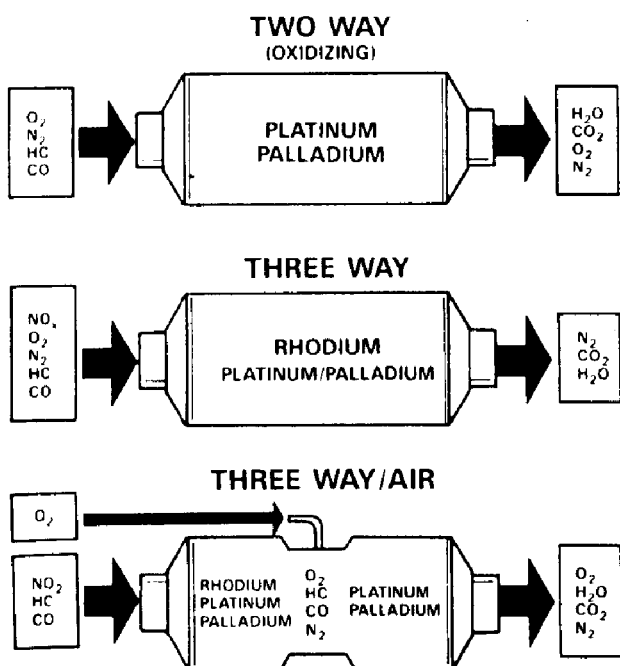 TWO WAY
(OXIDIZING)
O₂
N₂
HC
CO
PLATINUM
PALLADIUM
H₂O
CO₂
O₂
N₂
THREE WAY
NOₓ
O₂
N₂
HC
CO
RHODIUM
PLATINUM/PALLADIUM
N₂
CO₂
H₂O
THREE WAY/AIR
O₂
NO₂
HC
CO
RHODIUM
PLATINUM
PALLADIUM
O₂
HC
CO
N₂
PLATINUM
PALLADIUM
O₂
H₂O
CO₂
N₂